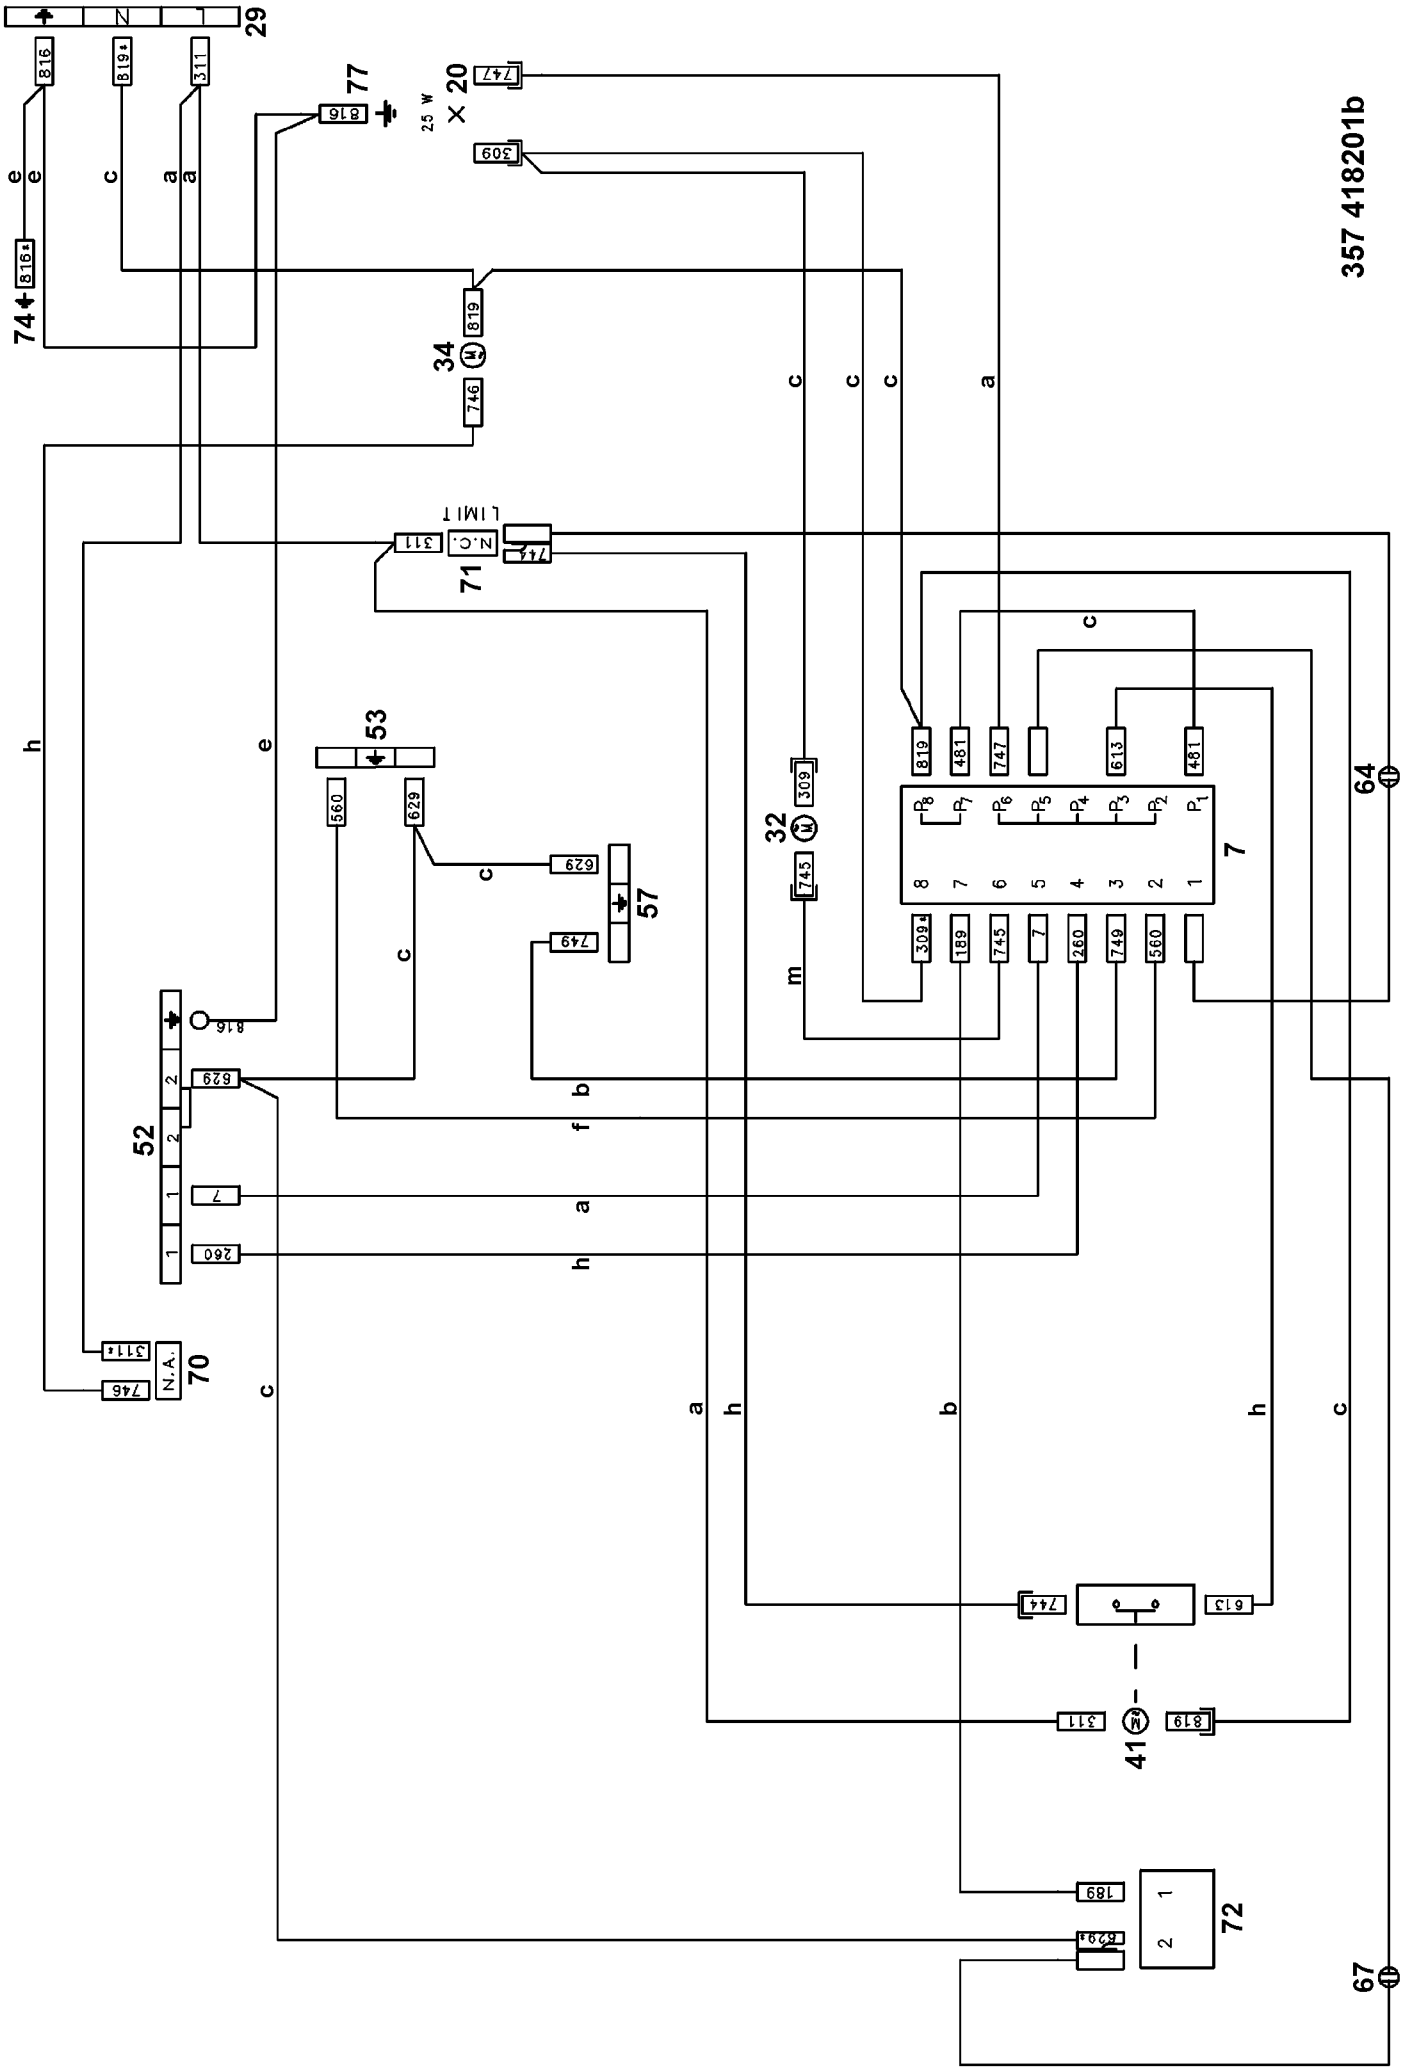 29
L
N
311
819*
816
a
a
c
e
e
74
816*
77
816
25 W
X 20
747
309
34
819
746
c
c
c
a
h
LIMIT
N.C.
311
744
71
e
53
560
629
c
c
629
749
57
32
309
745
m
819
481
747
613
481
c
P8
P7
P6
P5
P4
P3
P2
P1
8
7
6
5
4
3
2
1
7
309*
189
745
7
260
749
560
64
52
816
2
2
1
1
629
7
260
b
f
a
h
311*
746
N.A.
70
c
a
h
b
h
c
744
613
311
M
819
41
189
629*
1
2
72
67
357 418201b